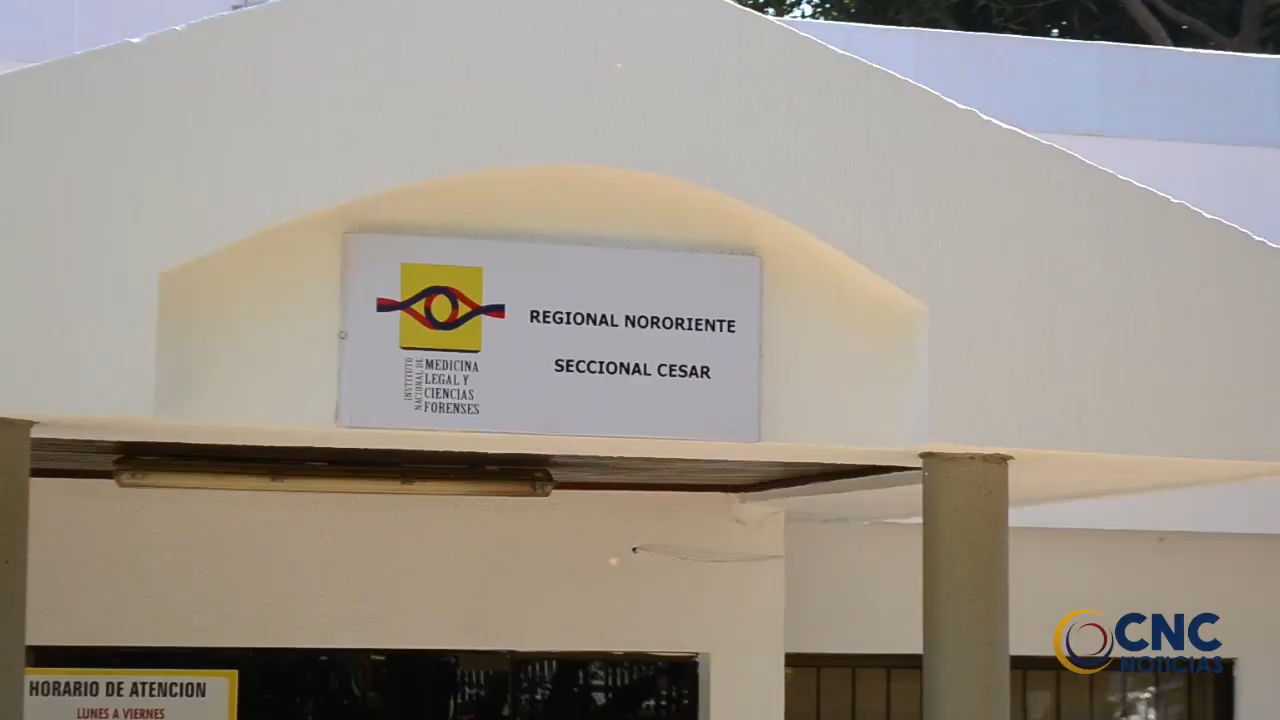 REGIONAL NORORIENTE
SECCIONAL CESAR
INSTITUTO
NACIONAL DE
MEDICINA
LEGAL Y
CIENCIAS
FORENSES
HORARIO DE ATENCION
LUNES A VIERNES
CNC
NOTICIAS